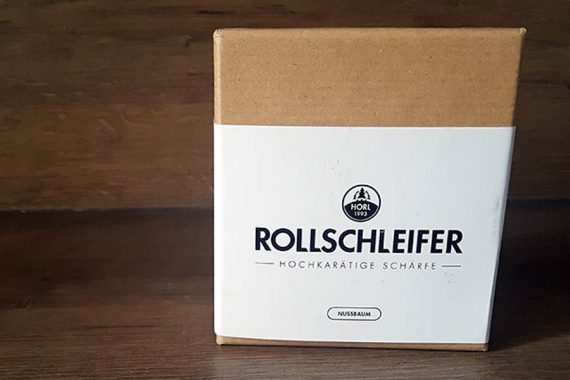 HORL
1993
ROLLSCHLEIFER
HOCHKARÄTIGE SCHÄRFE
NUSSBAUM